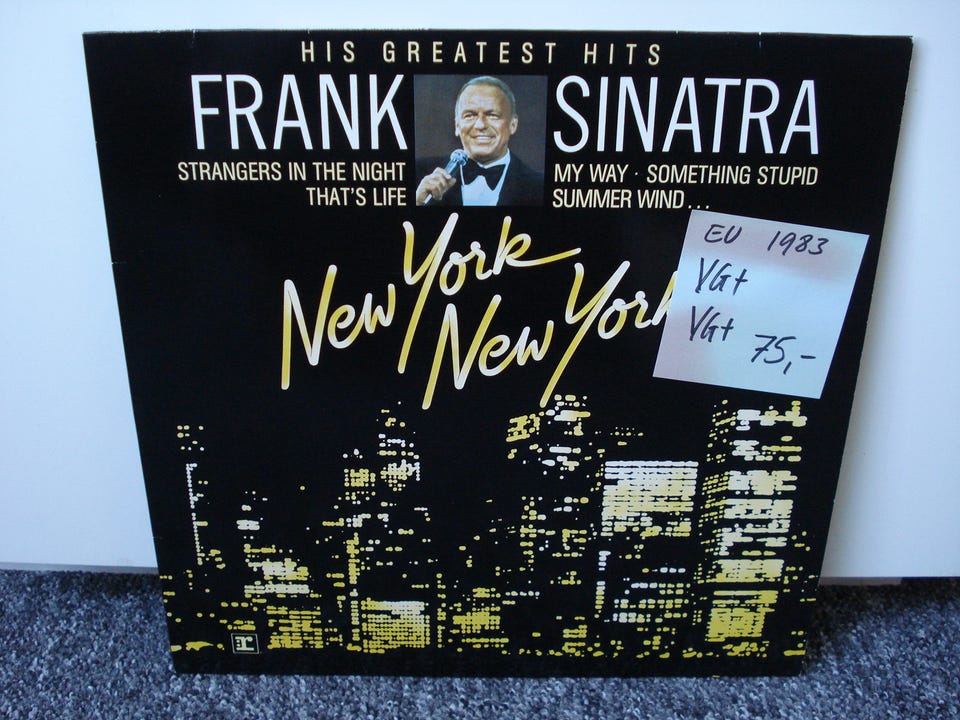 HIS GREATEST HITS
FRANK SINATRA
STRANGERS IN THE NIGHT
THAT'S LIFE
MY WAY · SOMETHING STUPID
SUMMER WIND...
New York
New York
EU 1983
VG+
VG+
75,-
r